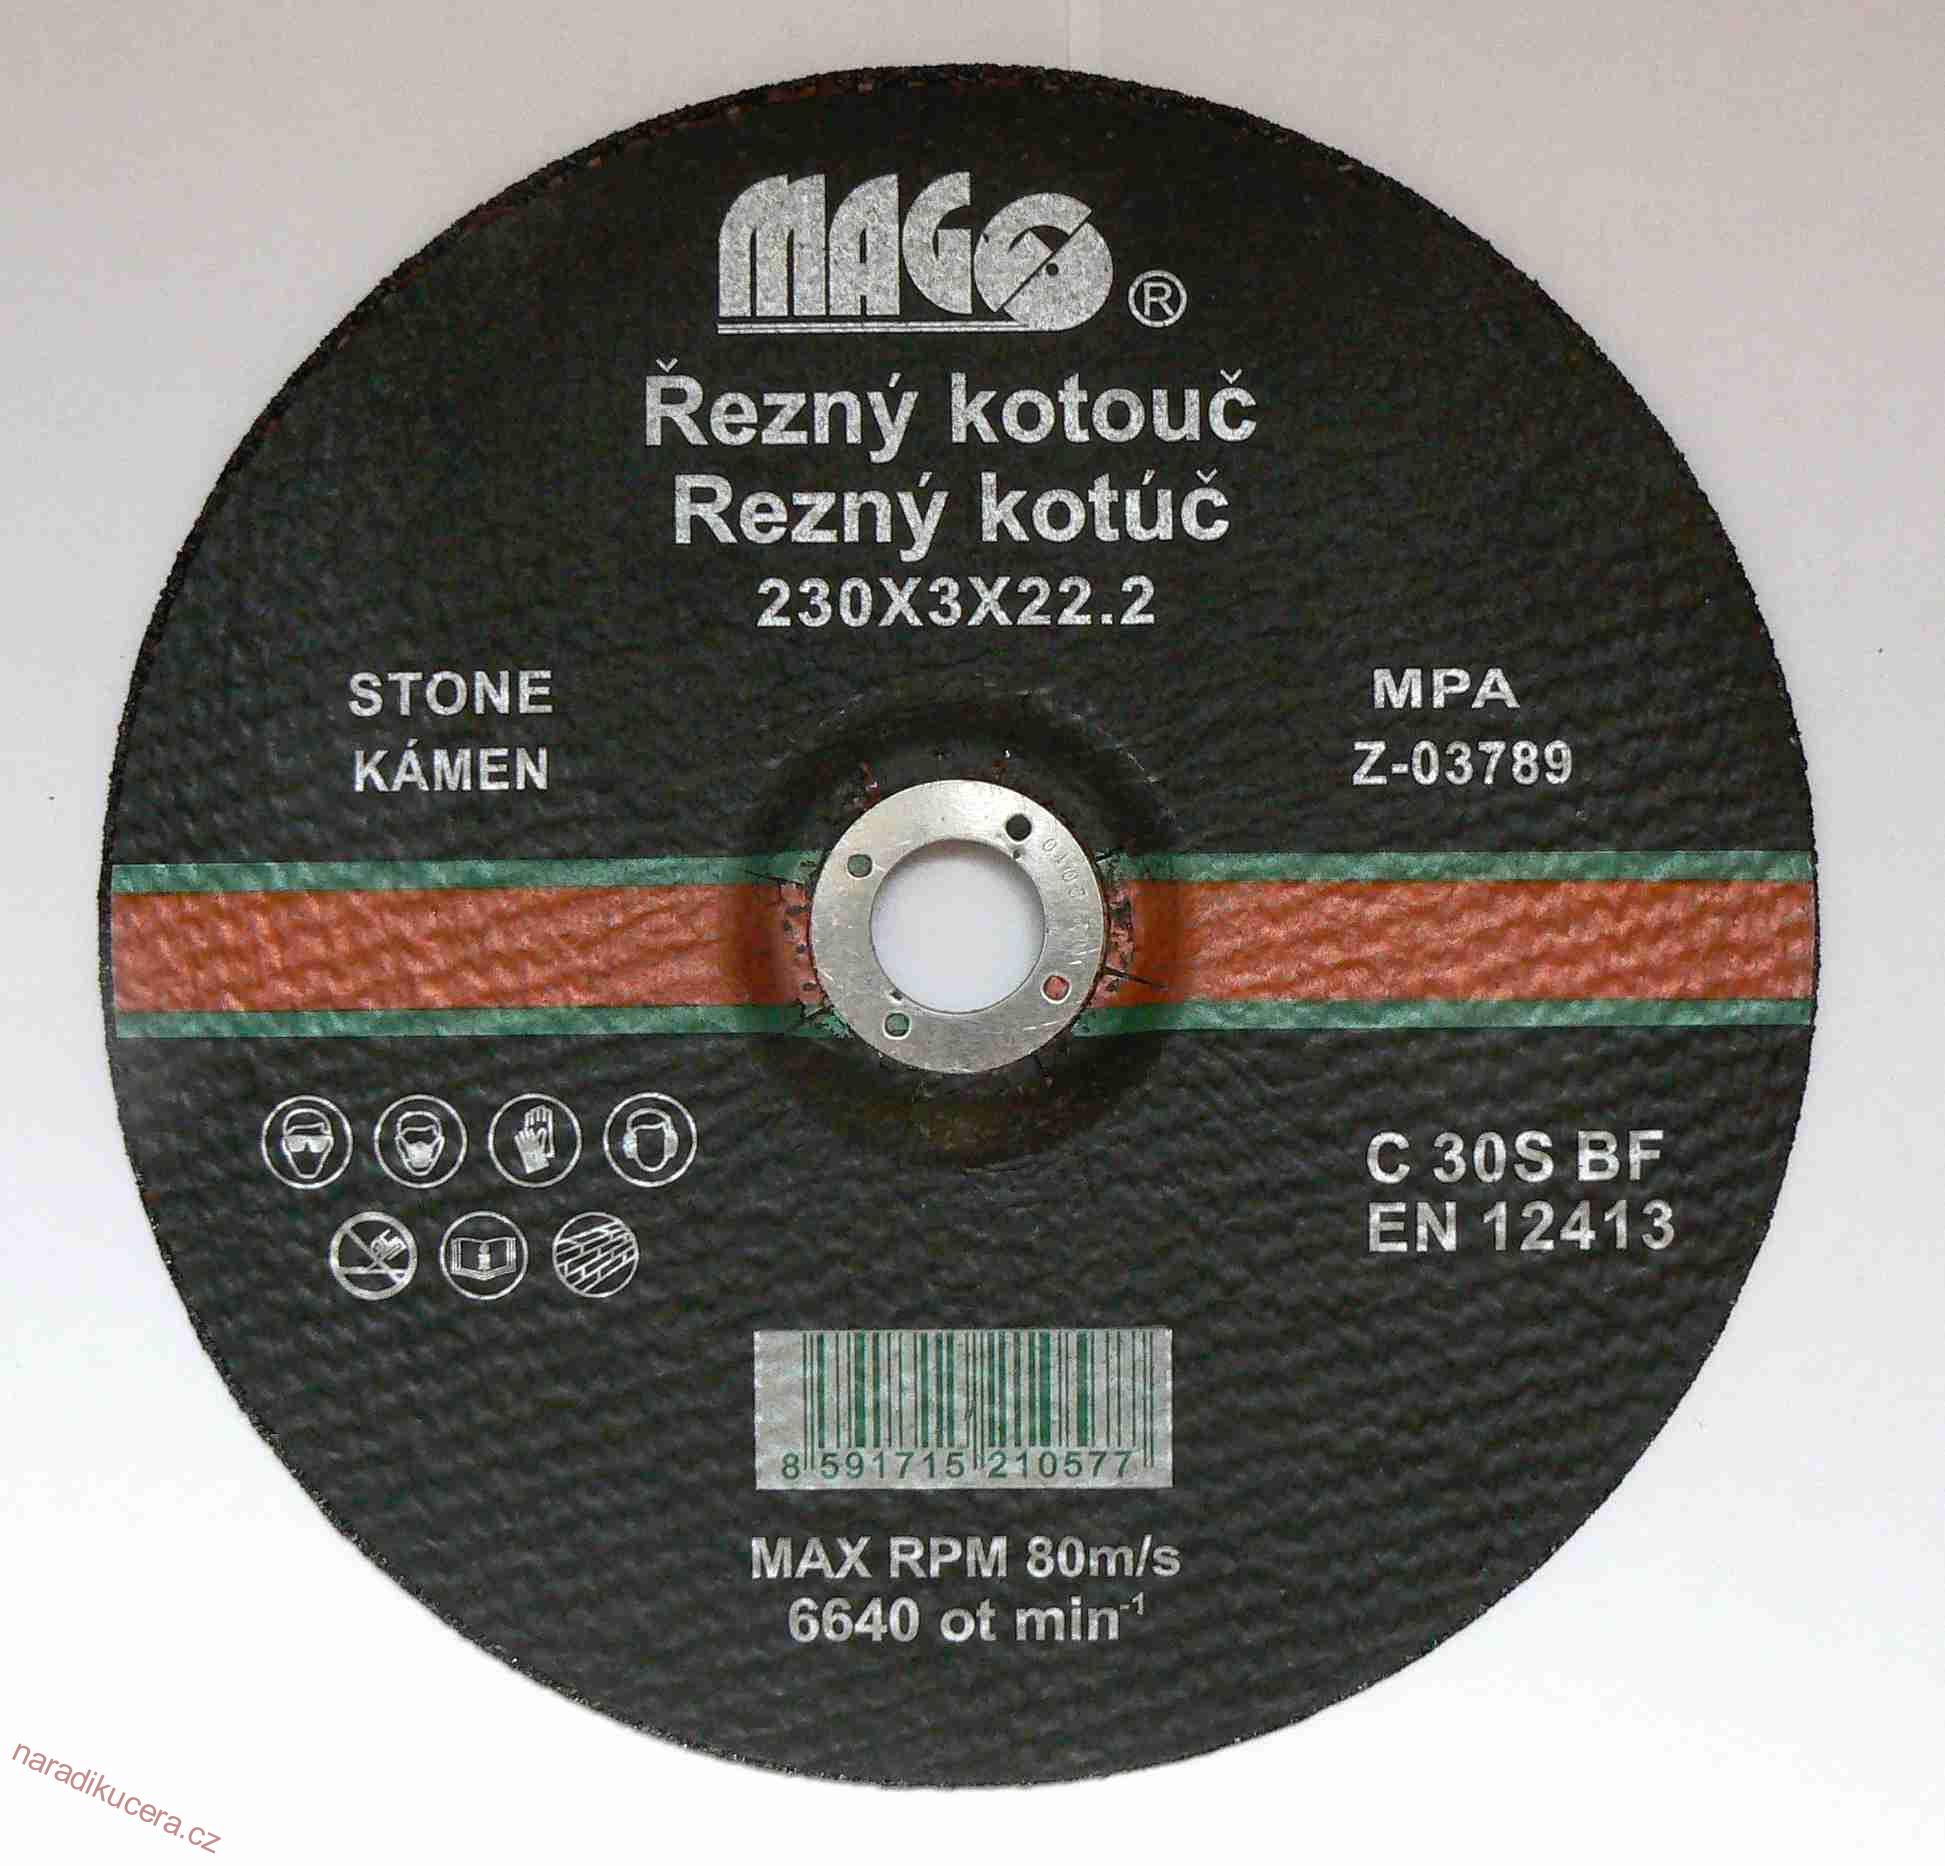 MAGG®
Řezný kotouč
Rezný kotúč
230X3X22.2
STONE
KÁMEN
MPA
Z-03789
C 30S BF
EN 12413
8 591715 210577
MAX RPM 80m/s
6640 ot min⁻¹
naradikucera.cz